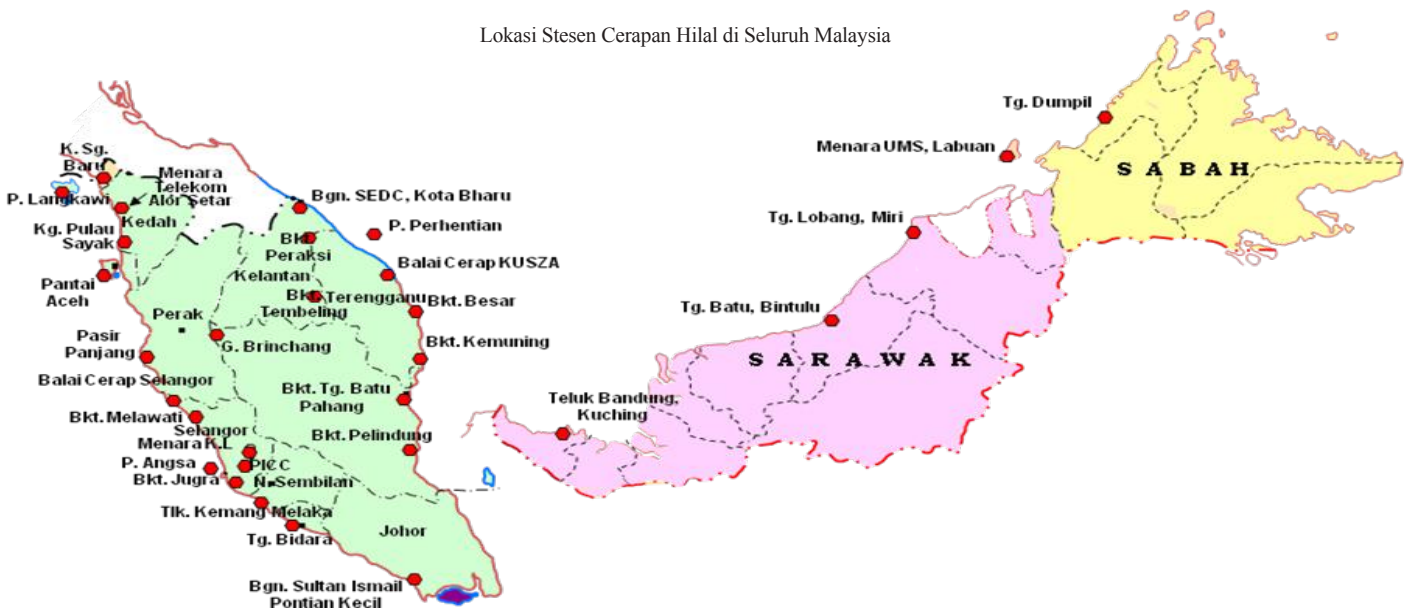 Lokasi Stesen Cerapan Hilal di Seluruh Malaysia
K. Sg.
Baru
Menara
Telekom
Alor Setar
P. Langkawi
Kedah
Kg. Pulau
Sayak
Pantai
Aceh
Bgn. SEDC, Kota Bharu
P. Perhentian
Bkt.
Peraksi
Kelantan
Balai Cerap KUSZA
Bkt.
Tembeling
Terengganu
Bkt. Besar
Perak
G. Brinchang
Bkt. Kemuning
Pasir
Panjang
Balai Cerap Selangor
Bkt. Tg. Batu
Pahang
Bkt. Melawati
Selangor
Bkt. Pelindung
Menara K.L
P. Angsa
PICC
Bkt. Jugra
N. Sembilan
Tlk. Kemang
Melaka
Tg. Bidara
Johor
Bgn. Sultan Ismail
Pontian Kecil
Tg. Dumpil
Menara UMS, Labuan
SABAH
Tg. Lobang, Miri
Tg. Batu, Bintulu
SARAWAK
Teluk Bandung,
Kuching